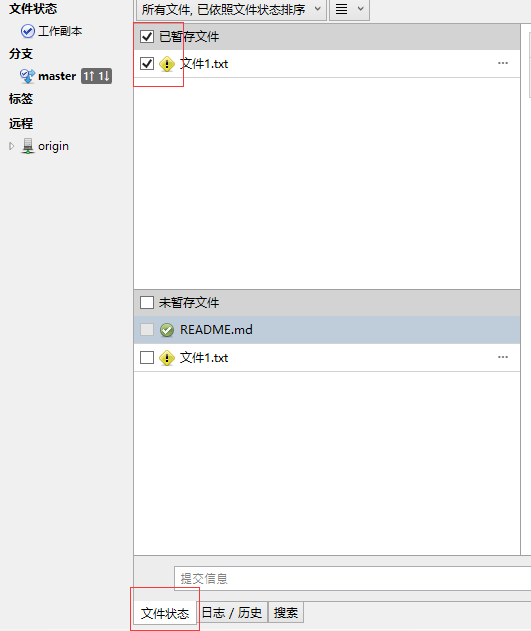 文件状态
工作副本
分支
master 1↑ 1↓
标签
远程
origin
所有文件, 已依照文件状态排序
已暂存文件
文件1.txt
未暂存文件
README.md
文件1.txt
提交信息
文件状态 日志 / 历史 搜索